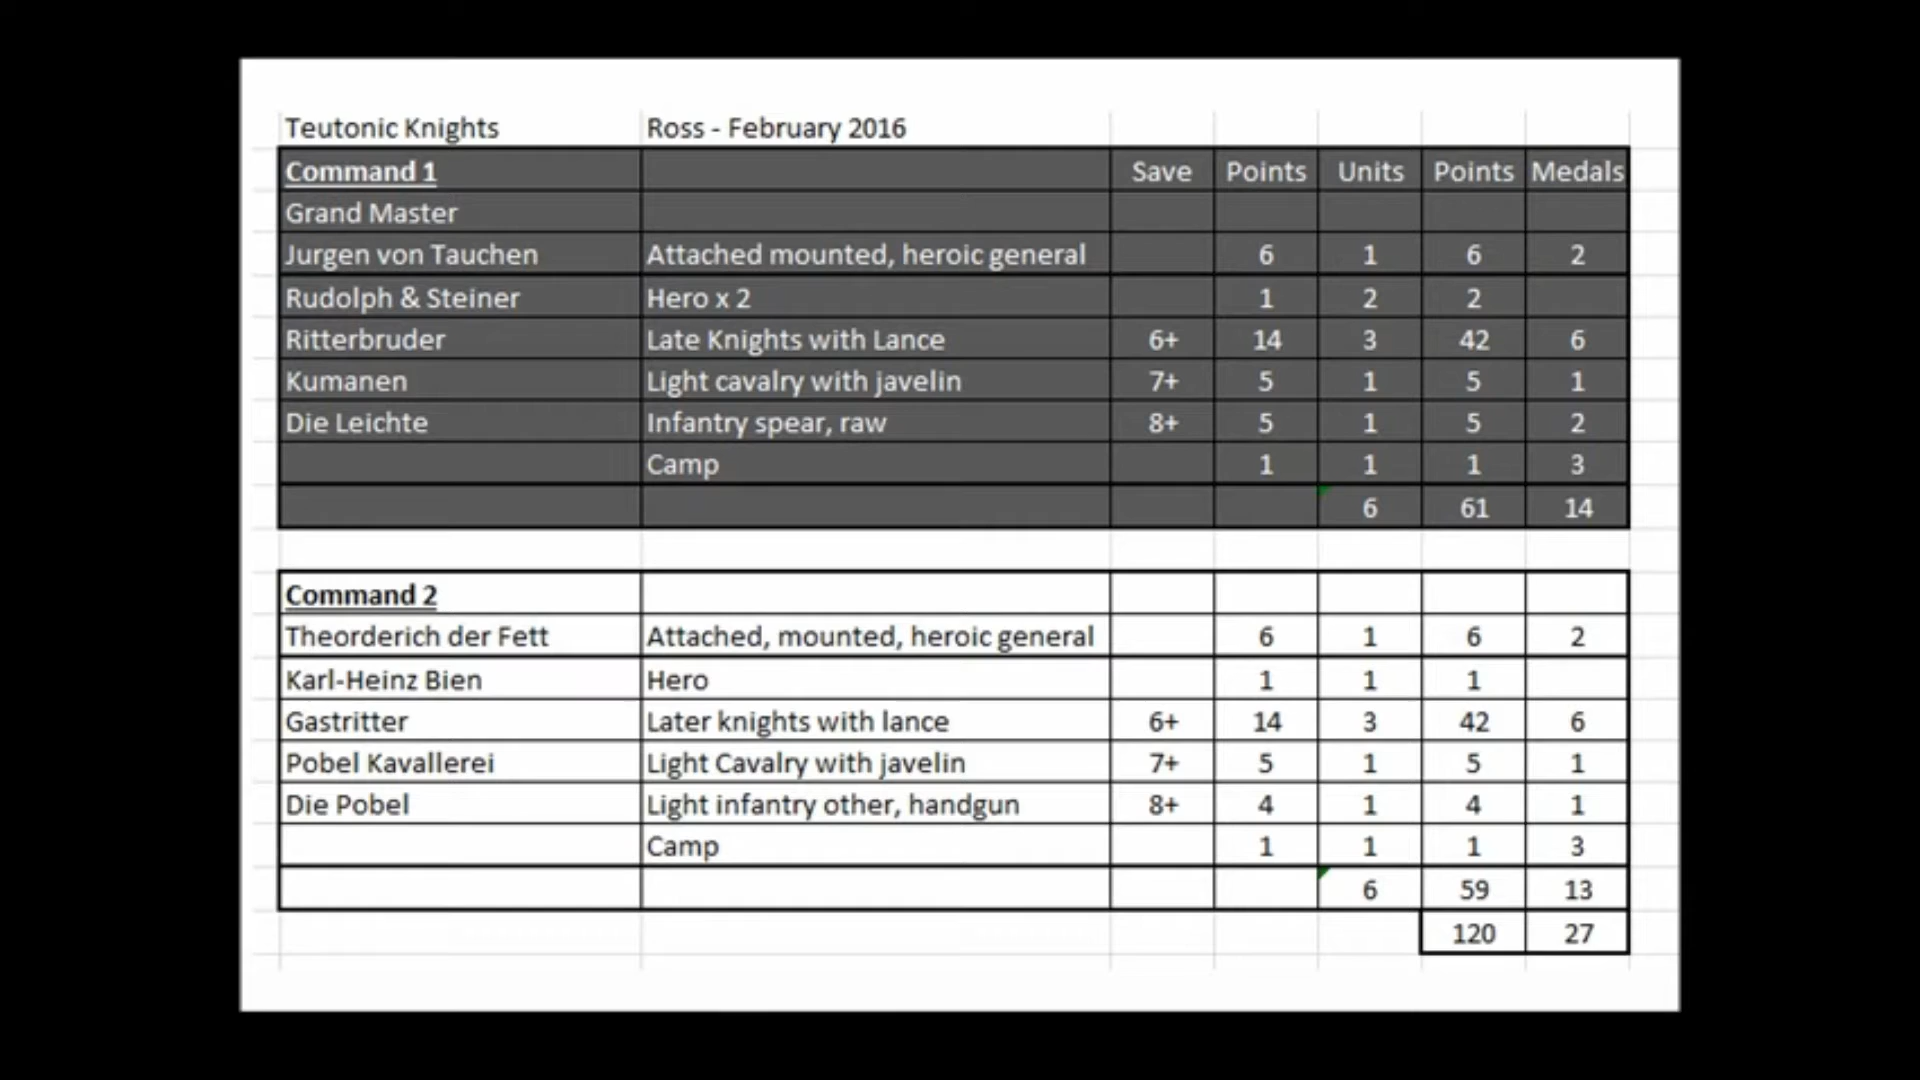 Teutonic Knights Ross - February 2016
Command 1 Save Points Units Points Medals
Grand Master
Jurgen von Tauchen Attached mounted, heroic general 6 1 6 2
Rudolph & Steiner Hero x 2 1 2 2
Ritterbruder Late Knights with Lance 6+ 14 3 42 6
Kumanen Light cavalry with javelin 7+ 5 1 5 1
Die Leichte Infantry spear, raw 8+ 5 1 5 2
Camp 1 1 1 3
6 61 14
Command 2
Theorderich der Fett Attached, mounted, heroic general 6 1 6 2
Karl-Heinz Bien Hero 1 1 1
Gastritter Later knights with lance 6+ 14 3 42 6
Pobel Kavallerei Light Cavalry with javelin 7+ 5 1 5 1
Die Pobel Light infantry other, handgun 8+ 4 1 4 1
Camp 1 1 1 3
6 59 13
120 27